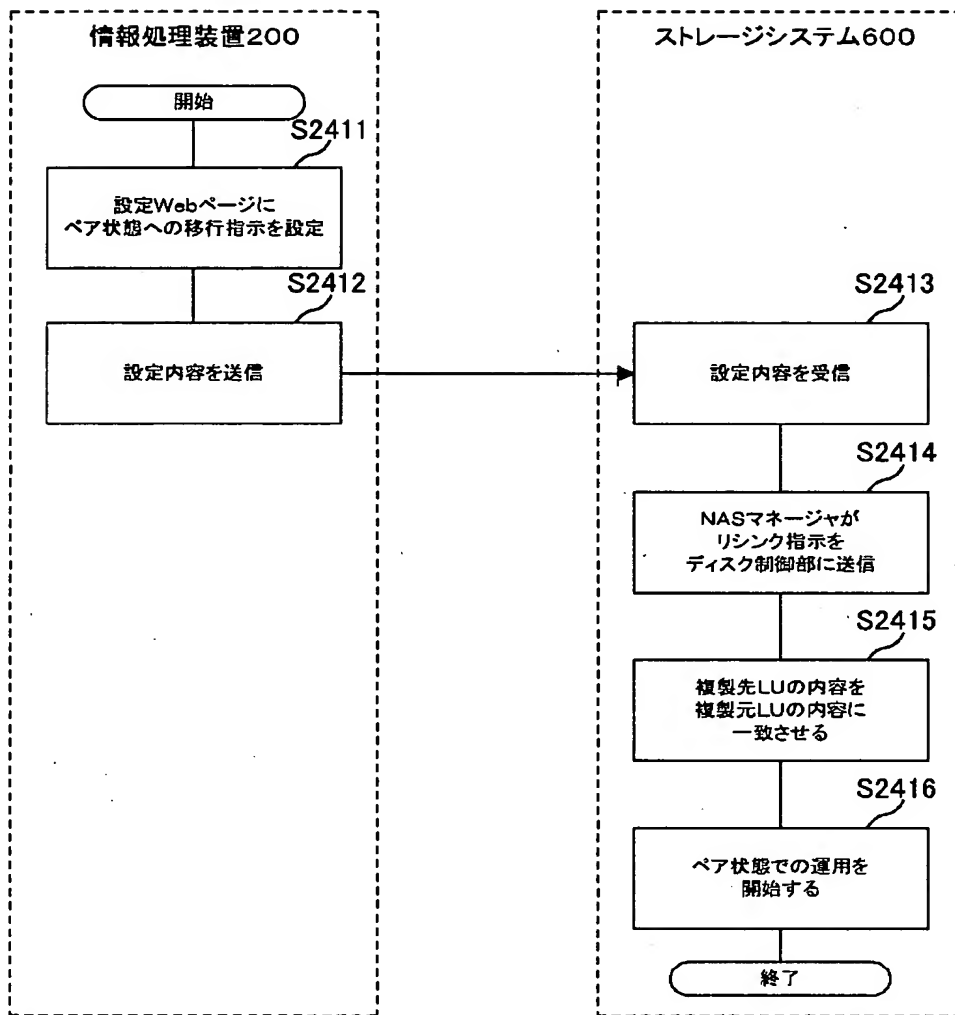 情報処理装置200
開始
S2411
設定Webページに
ペア状態への移行指示を設定
S2412
設定内容を送信
ストレージシステム600
S2413
設定内容を受信
S2414
NASマネージャが
リシンク指示を
ディスク制御部に送信
S2415
複製先LUの内容を
複製元LUの内容に
一致させる
S2416
ペア状態での運用を
開始する
終了